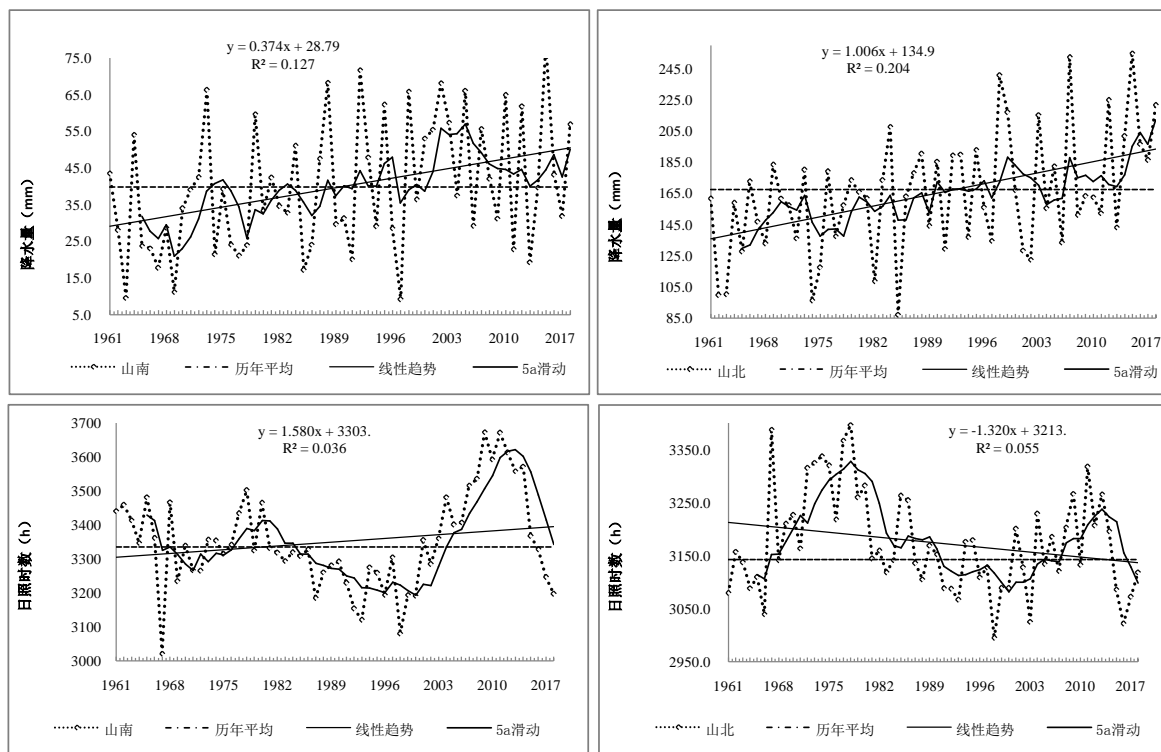 y = 0.374x + 28.79
R² = 0.127
降水量（mm）
75.0
65.0
55.0
45.0
35.0
25.0
15.0
5.0
1961 1968 1975 1982 1989 1996 2003 2010 2017
山南 历年平均 线性趋势 5a滑动
y = 1.006x + 134.9
R² = 0.204
降水量（mm）
245.0
225.0
205.0
185.0
165.0
145.0
125.0
105.0
85.0
1961 1968 1975 1982 1989 1996 2003 2010 2017
山北 历年平均 线性趋势 5a滑动
y = 1.580x + 3303.
R² = 0.036
日照时数（h）
3700
3600
3500
3400
3300
3200
3100
3000
1961 1968 1975 1982 1989 1996 2003 2010 2017
山南 历年平均 线性趋势 5a滑动
y = -1.320x + 3213.
R² = 0.055
日照时数（h）
3350.0
3250.0
3150.0
3050.0
2950.0
1961 1968 1975 1982 1989 1996 2003 2010 2017
山北 历年平均 线性趋势 5a滑动